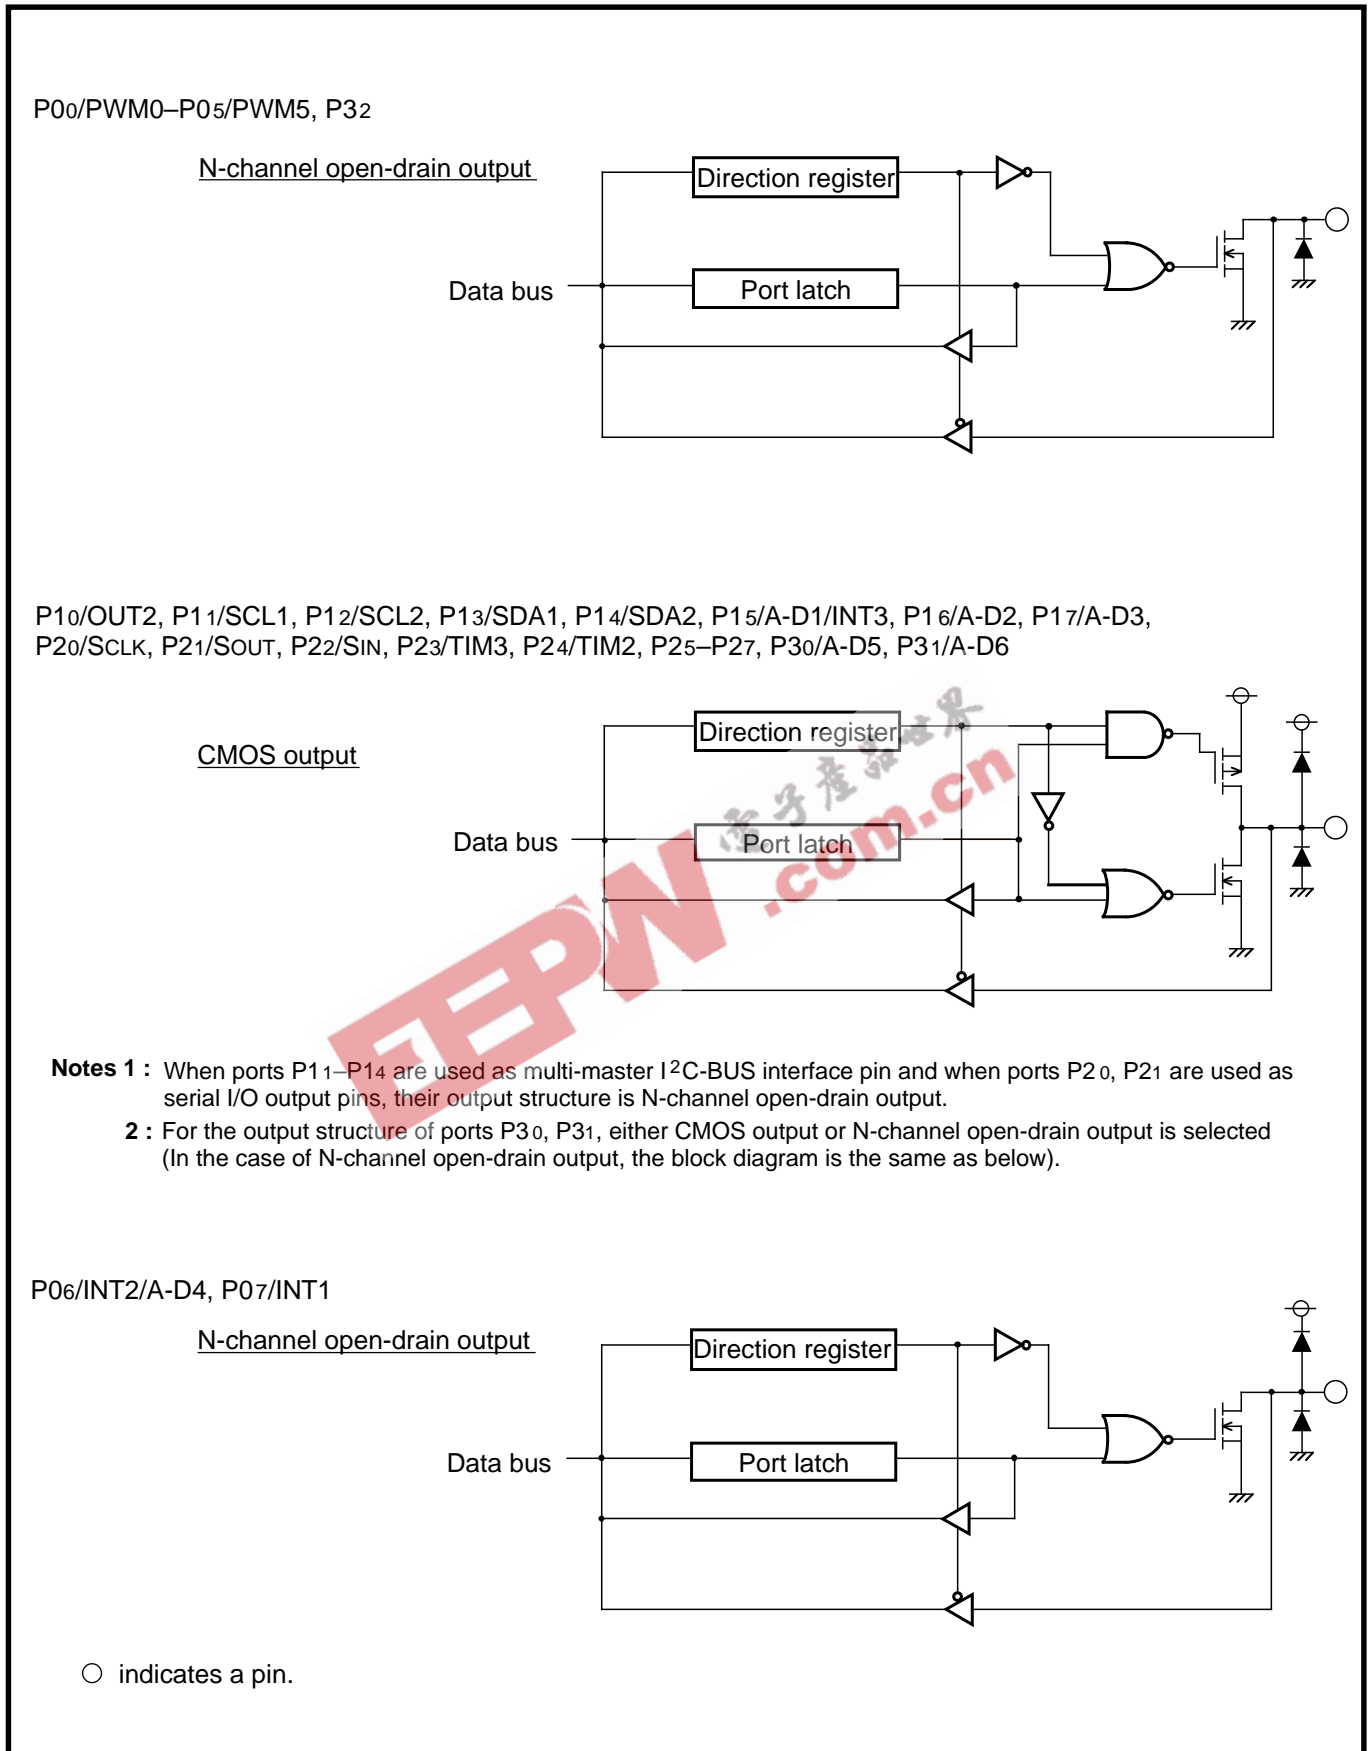 P00/PWM0–P05/PWM5, P32
N-channel open-drain output
Direction register
Data bus
Port latch
P10/OUT2, P11/SCL1, P12/SCL2, P13/SDA1, P14/SDA2, P15/A-D1/INT3, P16/A-D2, P17/A-D3,
P20/SCLK, P21/SOUT, P22/SIN, P23/TIM3, P24/TIM2, P25–P27, P30/A-D5, P31/A-D6
CMOS output
Direction register
Data bus
Port latch
EEPW
電子產品世界
.com.cn
Notes 1 : When ports P11–P14 are used as multi-master I2C-BUS interface pin and when ports P20, P21 are used as
serial I/O output pins, their output structure is N-channel open-drain output.
2 : For the output structure of ports P30, P31, either CMOS output or N-channel open-drain output is selected
(In the case of N-channel open-drain output, the block diagram is the same as below).
P06/INT2/A-D4, P07/INT1
N-channel open-drain output
Direction register
Data bus
Port latch
indicates a pin.